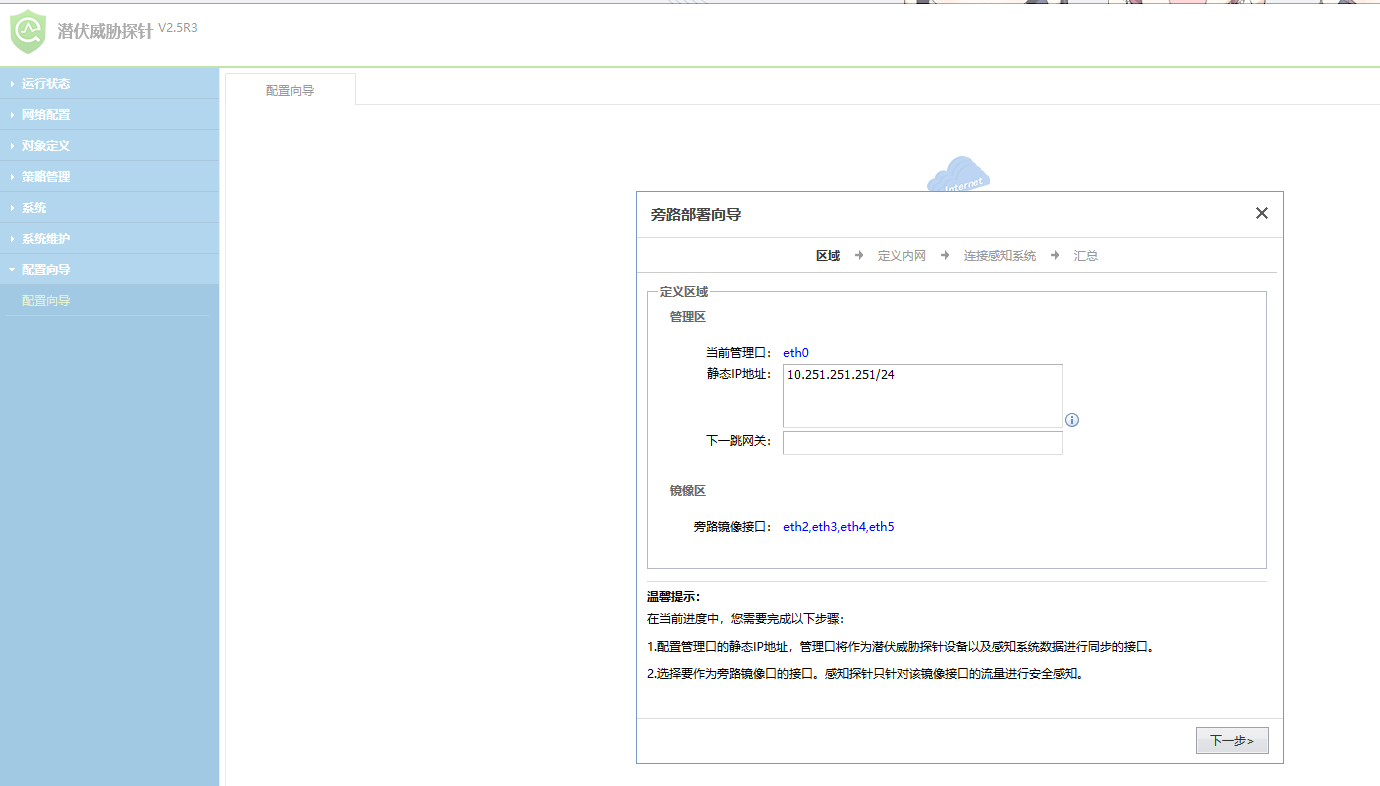 潜伏威胁探针 V2.5R3
运行状态
网络配置
对象定义
策略管理
系统
系统维护
配置向导
配置向导
配置向导
Internet
旁路部署向导
区域 定义内网 连接感知系统 汇总
定义区域
管理区
当前管理口： eth0
静态IP地址： 10.251.251.251/24
下一跳网关：
镜像区
旁路镜像接口： eth2,eth3,eth4,eth5
温馨提示：
在当前进度中，您需要完成以下步骤：
1.配置管理口的静态IP地址，管理口将作为潜伏威胁探针设备以及感知系统数据进行同步的接口。
2.选择要作为旁路镜像口的接口。感知探针只针对该镜像接口的流量进行安全感知。
下一步>